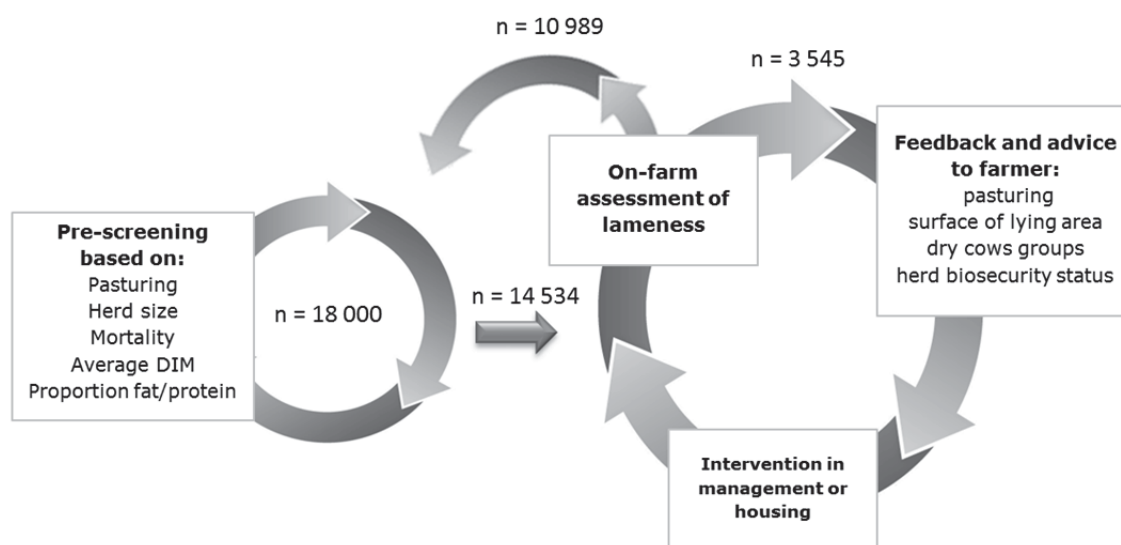 n = 10 989
n = 3 545
Pre-screening
based on:
Pasturing
Herd size
Mortality
Average DIM
Proportion fat/protein
n = 18 000
n = 14 534
On-farm
assessment of
lameness
Feedback and advice
to farmer:
pasturing
surface of lying area
dry cows groups
herd biosecurity status
Intervention in
management or
housing